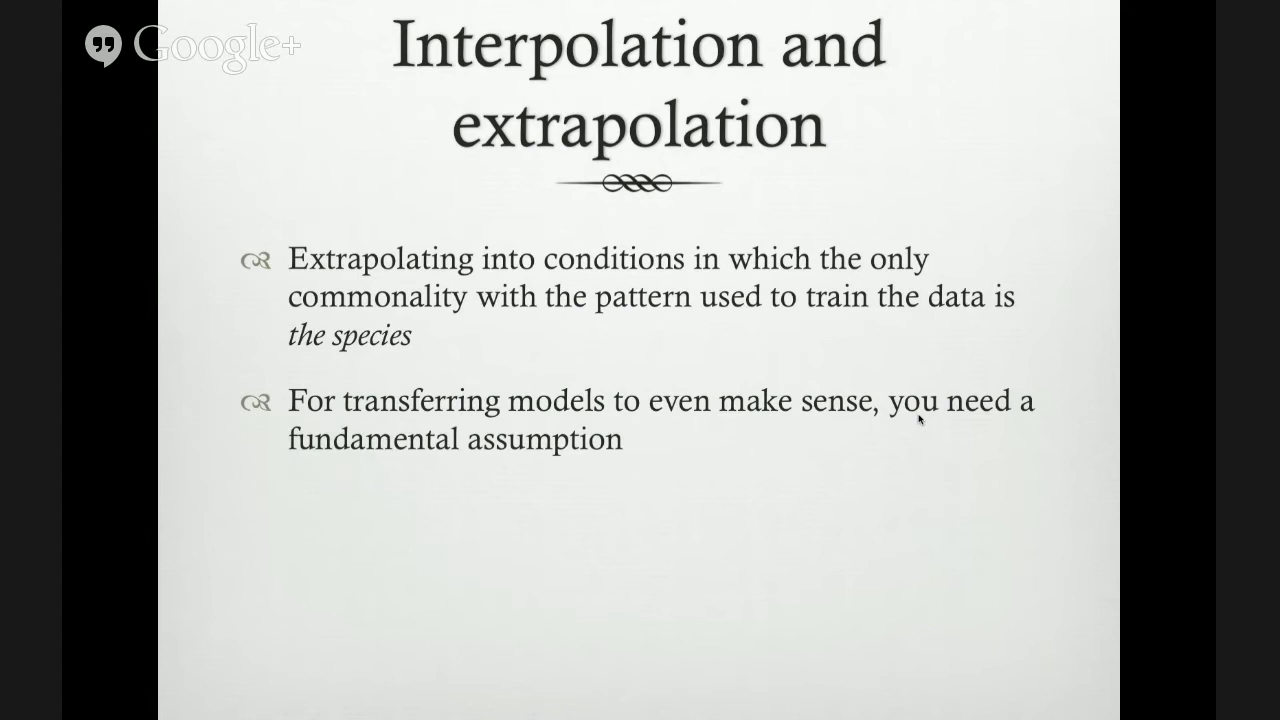 Google+
Interpolation and
extrapolation
Extrapolating into conditions in which the only
commonality with the pattern used to train the data is
the species
For transferring models to even make sense, you need a
fundamental assumption